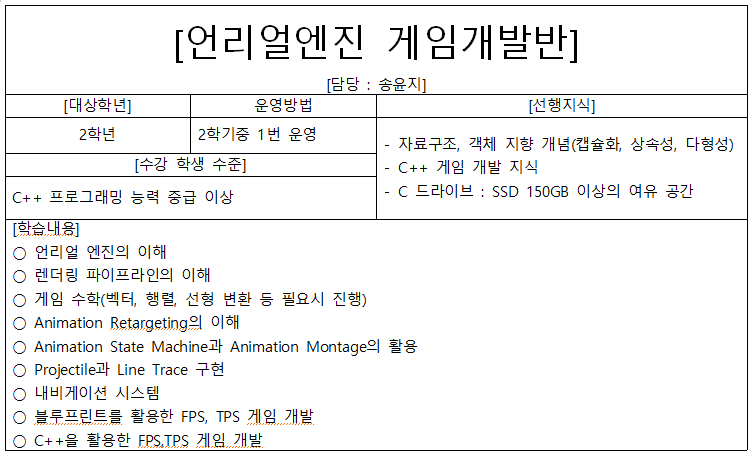 [언리얼엔진 게임개발반]
[담당 : 송윤지]
[대상학년]
운영방법
[선행지식]
2학년
2학기중 1번 운영
- 자료구조, 객체 지향 개념(캡슐화, 상속성, 다형성)
- C++ 게임 개발 지식
- C 드라이브 : SSD 150GB 이상의 여유 공간
[수강 학생 수준]
C++ 프로그래밍 능력 중급 이상
[학습내용]
○ 언리얼 엔진의 이해
○ 렌더링 파이프라인의 이해
○ 게임 수학(벡터, 행렬, 선형 변환 등 필요시 진행)
○ Animation Retargeting의 이해
○ Animation State Machine과 Animation Montage의 활용
○ Projectile과 Line Trace 구현
○ 내비게이션 시스템
○ 블루프린트를 활용한 FPS, TPS 게임 개발
○ C++을 활용한 FPS,TPS 게임 개발